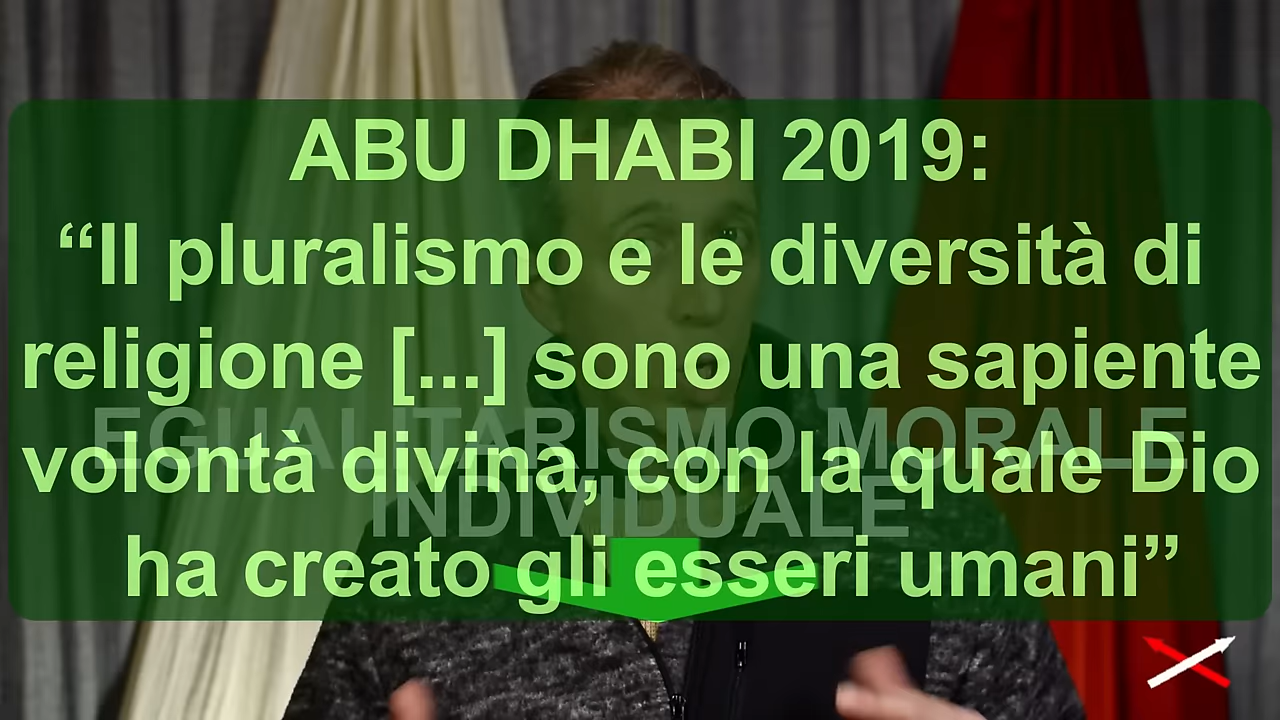 ABU DHABI 2019:
“Il pluralismo e le diversità di
religione [...] sono una sapiente
volontà divina, con la quale Dio
ha creato gli esseri umani”
EGUALITARISMO MORALE
INDIVIDUALE